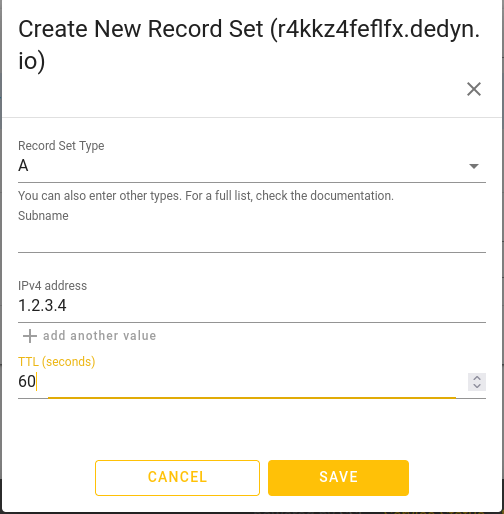 Create New Record Set (r4kkz4feflfx.dedyn.
io)
Record Set Type
A
You can also enter other types. For a full list, check the documentation.
Subname
IPv4 address
1.2.3.4
add another value
TTL (seconds)
60
CANCEL
SAVE